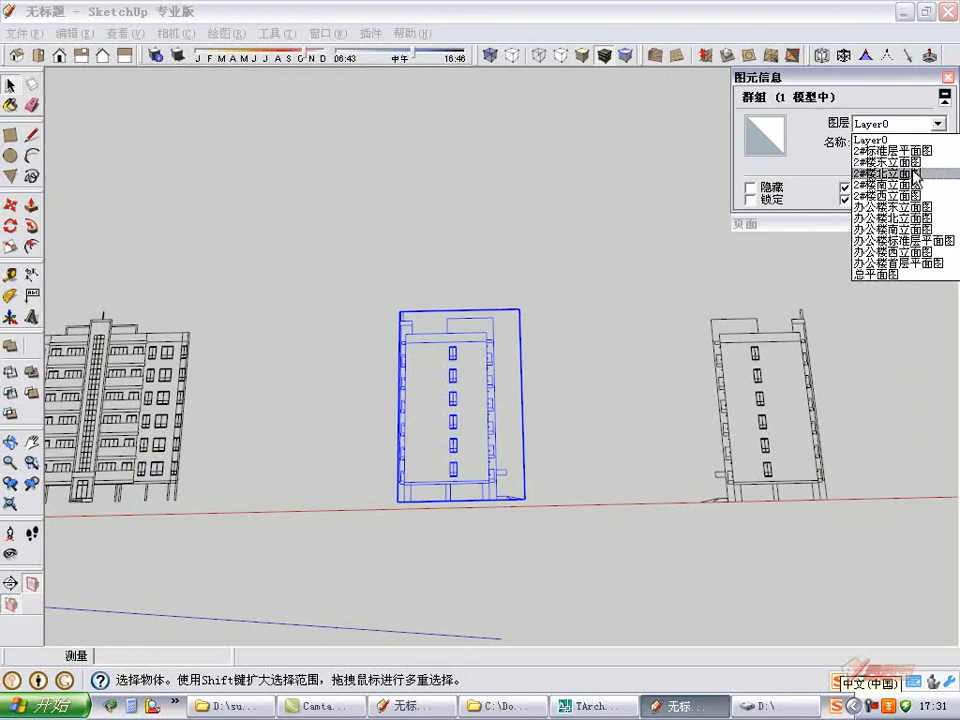 无标题 - SketchUp 专业版
文件(F) 编辑(E) 查看(V) 相机(C) 绘图(R) 工具(T) 窗口(W) 插件 帮助(H)
J F M A M J J A S O N D 06:43 中午 16:46
图元信息
群组 (1 模型中)
图层 Layer0
名称:
Layer0
2#标准层平面图
2#楼东立面图
2#楼北立面图
2#楼南立面图
2#楼西立面图
办公楼东立面图
办公楼北立面图
办公楼南立面图
办公楼标准层平面图
办公楼西立面图
办公楼首层平面图
总平面图
隐藏
锁定
页面
测量
选择物体。使用Shift键扩大选择范围，拖拽鼠标进行多重选择。
中文(中国)
开始 D:\su... Camta... 无标... C:\Do... TArch... 无标... D:\ 17:31